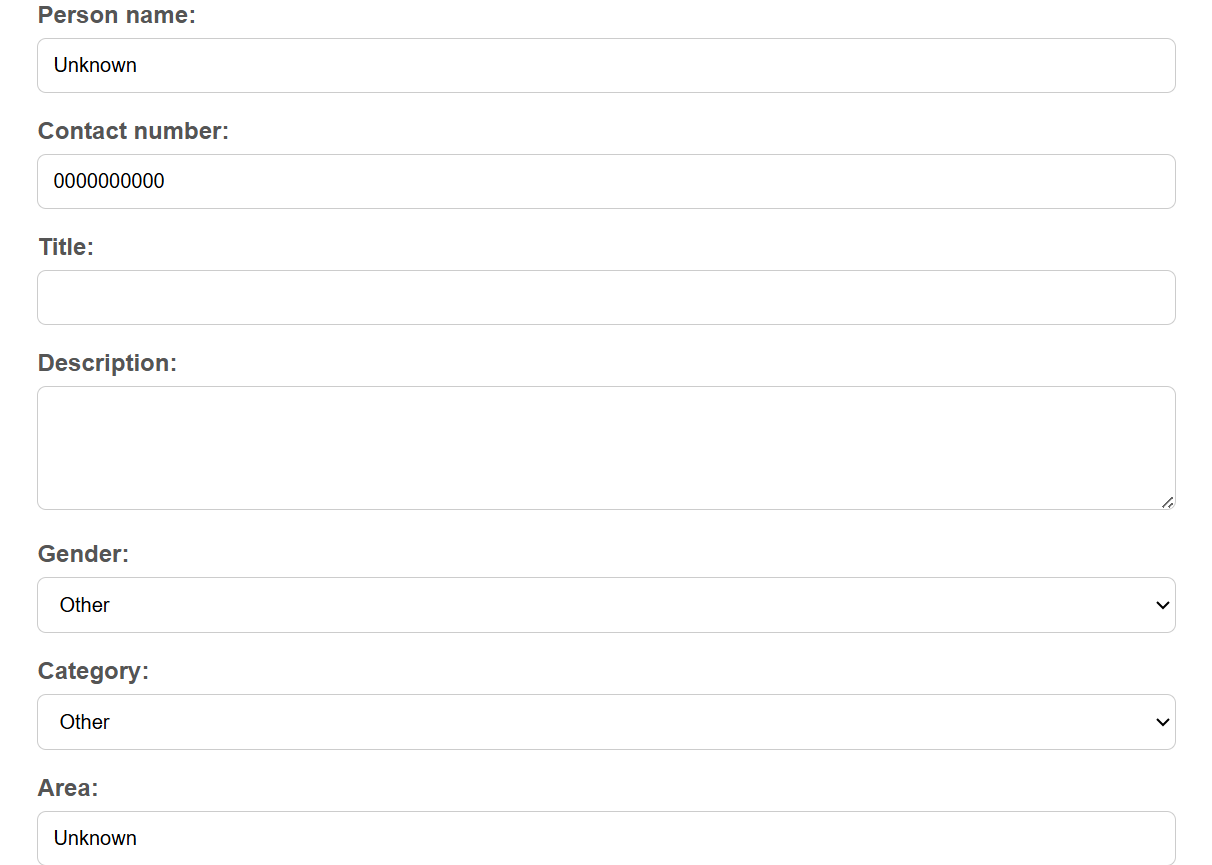 Person name:
Unknown
Contact number:
0000000000
Title:
Description:
Gender:
Other
Category:
Other
Area:
Unknown